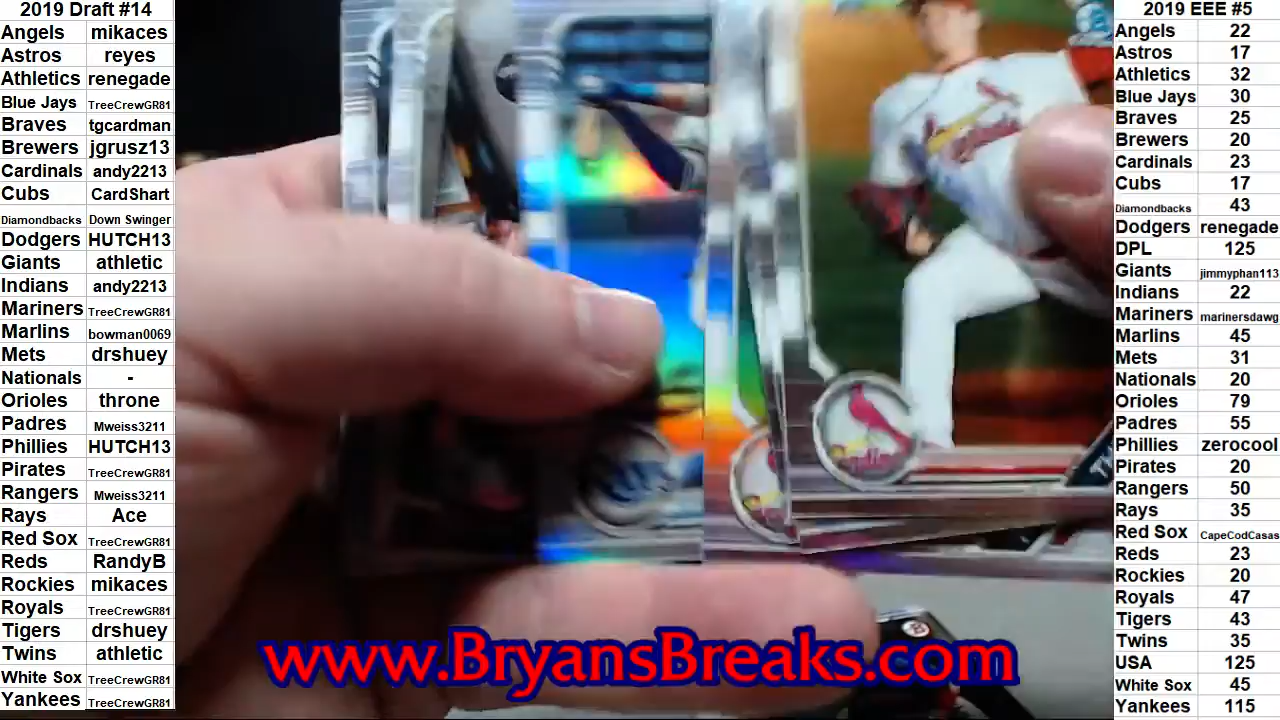 2019 Draft #14
Angels mikaces
Astros reyes
Athletics renegade
Blue Jays TreeCrewGR81
Braves tgcardman
Brewers jgrusz13
Cardinals andy2213
Cubs CardShart
Diamondbacks Down Swinger
Dodgers HUTCH13
Giants athletic
Indians andy2213
Mariners TreeCrewGR81
Marlins bowman0069
Mets drshuey
Nationals -
Orioles throne
Padres Mweiss3211
Phillies HUTCH13
Pirates TreeCrewGR81
Rangers Mweiss3211
Rays Ace
Red Sox TreeCrewGR81
Reds RandyB
Rockies mikaces
Royals TreeCrewGR81
Tigers drshuey
Twins athletic
White Sox TreeCrewGR81
Yankees TreeCrewGR81
www.BryansBreaks.com
2019 EEE #5
Angels 22
Astros 17
Athletics 32
Blue Jays 30
Braves 25
Brewers 20
Cardinals 23
Cubs 17
Diamondbacks 43
Dodgers renegade
DPL 125
Giants jimmyphan113
Indians 22
Mariners marinersdawg
Marlins 45
Mets 31
Nationals 20
Orioles 79
Padres 55
Phillies zerocool
Pirates 20
Rangers 50
Rays 35
Red Sox CapeCodCasas
Reds 23
Rockies 20
Royals 47
Tigers 43
Twins 35
USA 125
White Sox 45
Yankees 115